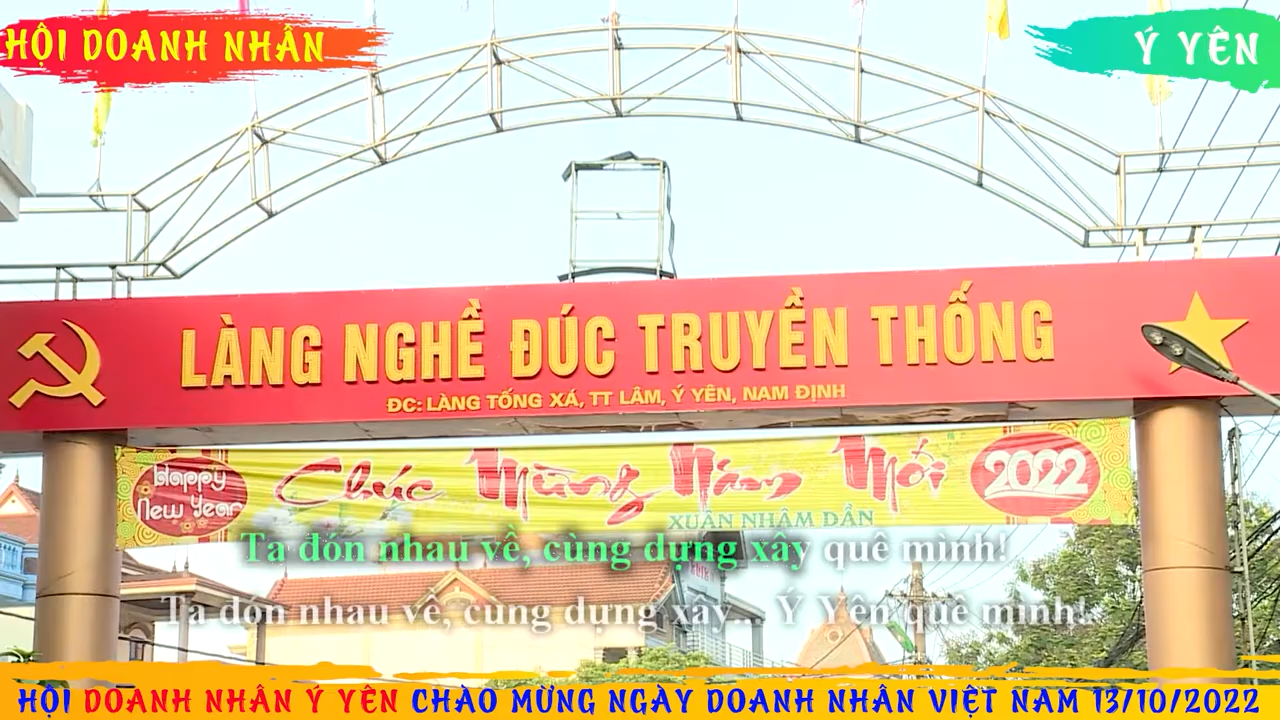 HỘI DOANH NHÂN
Ý YÊN
LÀNG NGHỀ ĐÚC TRUYỀN THỐNG
ĐC: LÀNG TỐNG XÁ, TT LÂM, Ý YÊN, NAM ĐỊNH
Happy New Year
Chúc Mừng Năm Mới
2022
XUÂN NHÂM DẦN
Ta đón nhau về, cùng dựng xây quê mình!
Ta đón nhau về, cùng dựng xây... Ý Yên quê mình!.
HỘI DOANH NHÂN Ý YÊN CHÀO MỪNG NGÀY DOANH NHÂN VIỆT NAM 13/10/2022